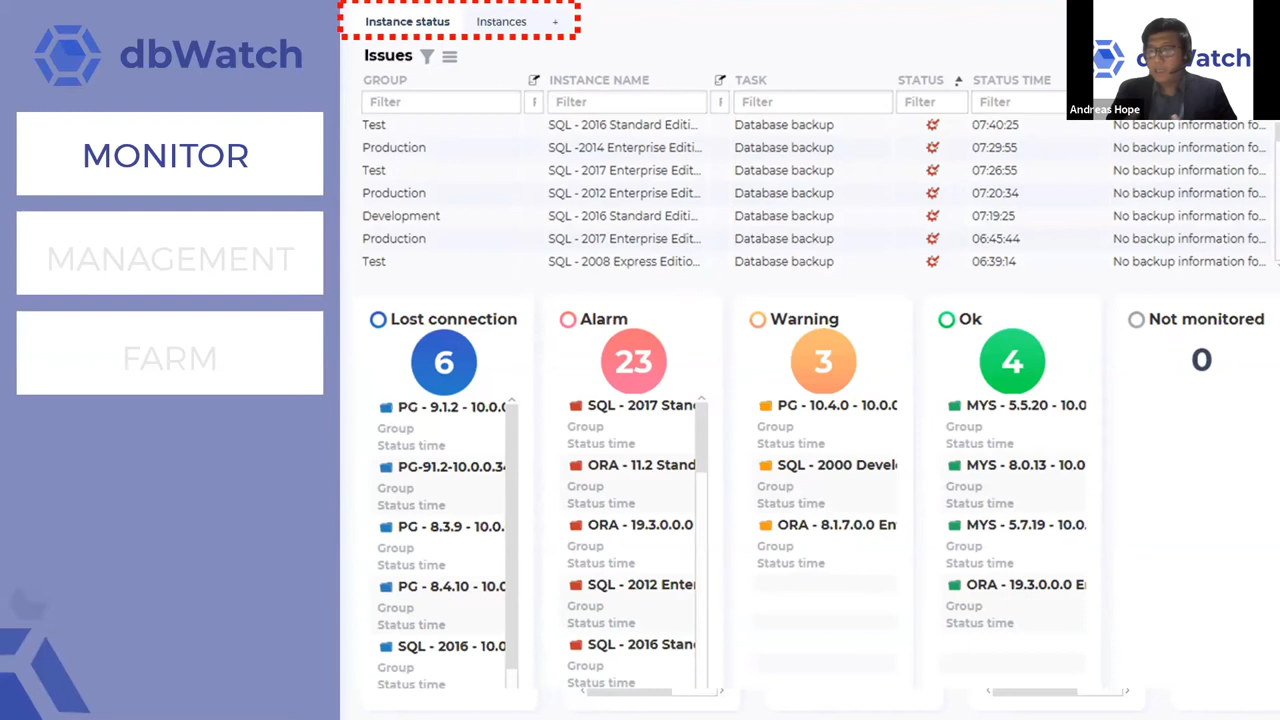 dbWatch
MONITOR
MANAGEMENT
FARM
Instance status Instances +
Issues
GROUP INSTANCE NAME TASK STATUS STATUS TIME
Filter F Filter F Filter Filter Filter
Test SQL - 2016 Standard Editi... Database backup 07:40:25 No backup information fo...
Production SQL -2014 Enterprise Editi... Database backup 07:29:55 No backup information fo...
Test SQL - 2017 Enterprise Edit... Database backup 07:26:55 No backup information fo...
Production SQL - 2012 Enterprise Edit... Database backup 07:20:34 No backup information fo...
Development SQL - 2016 Standard Editi... Database backup 07:19:25 No backup information fo...
Production SQL - 2017 Enterprise Edit... Database backup 06:45:44 No backup information fo...
Test SQL - 2008 Express Editio... Database backup 06:39:14 No backup information fo...
Andreas Hope
Lost connection
6
PG - 9.1.2 - 10.0.0
Group
Status time
PG-91.2-10.0.0.34
Group
Status time
PG - 8.3.9 - 10.0.
Group
Status time
PG - 8.4.10 - 10.0
Group
Status time
SQL - 2016 - 10.0
Group
Status time
Alarm
23
SQL - 2017 Stan
Group
Status time
ORA - 11.2 Stand
Group
Status time
ORA - 19.3.0.0.0
Group
Status time
SQL - 2012 Enter
Group
Status time
SQL - 2016 Stan
Group
Status time
Warning
3
PG - 10.4.0 - 10.0.0
Group
Status time
SQL - 2000 Devel
Group
Status time
ORA - 8.1.7.0.0 En
Group
Status time
Ok
4
MYS - 5.5.20 - 10.0
Group
Status time
MYS - 8.0.13 - 10.0
Group
Status time
MYS - 5.7.19 - 10.0.
Group
Status time
ORA - 19.3.0.0.0 E
Group
Status time
Not monitored
0